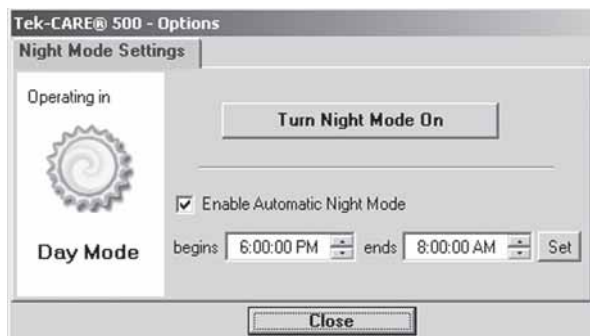 Tek-CARE® 500 - Options
Night Mode Settings
Operating in
Day Mode
Turn Night Mode On
Enable Automatic Night Mode
begins 6:00:00 PM ends 8:00:00 AM Set
Close